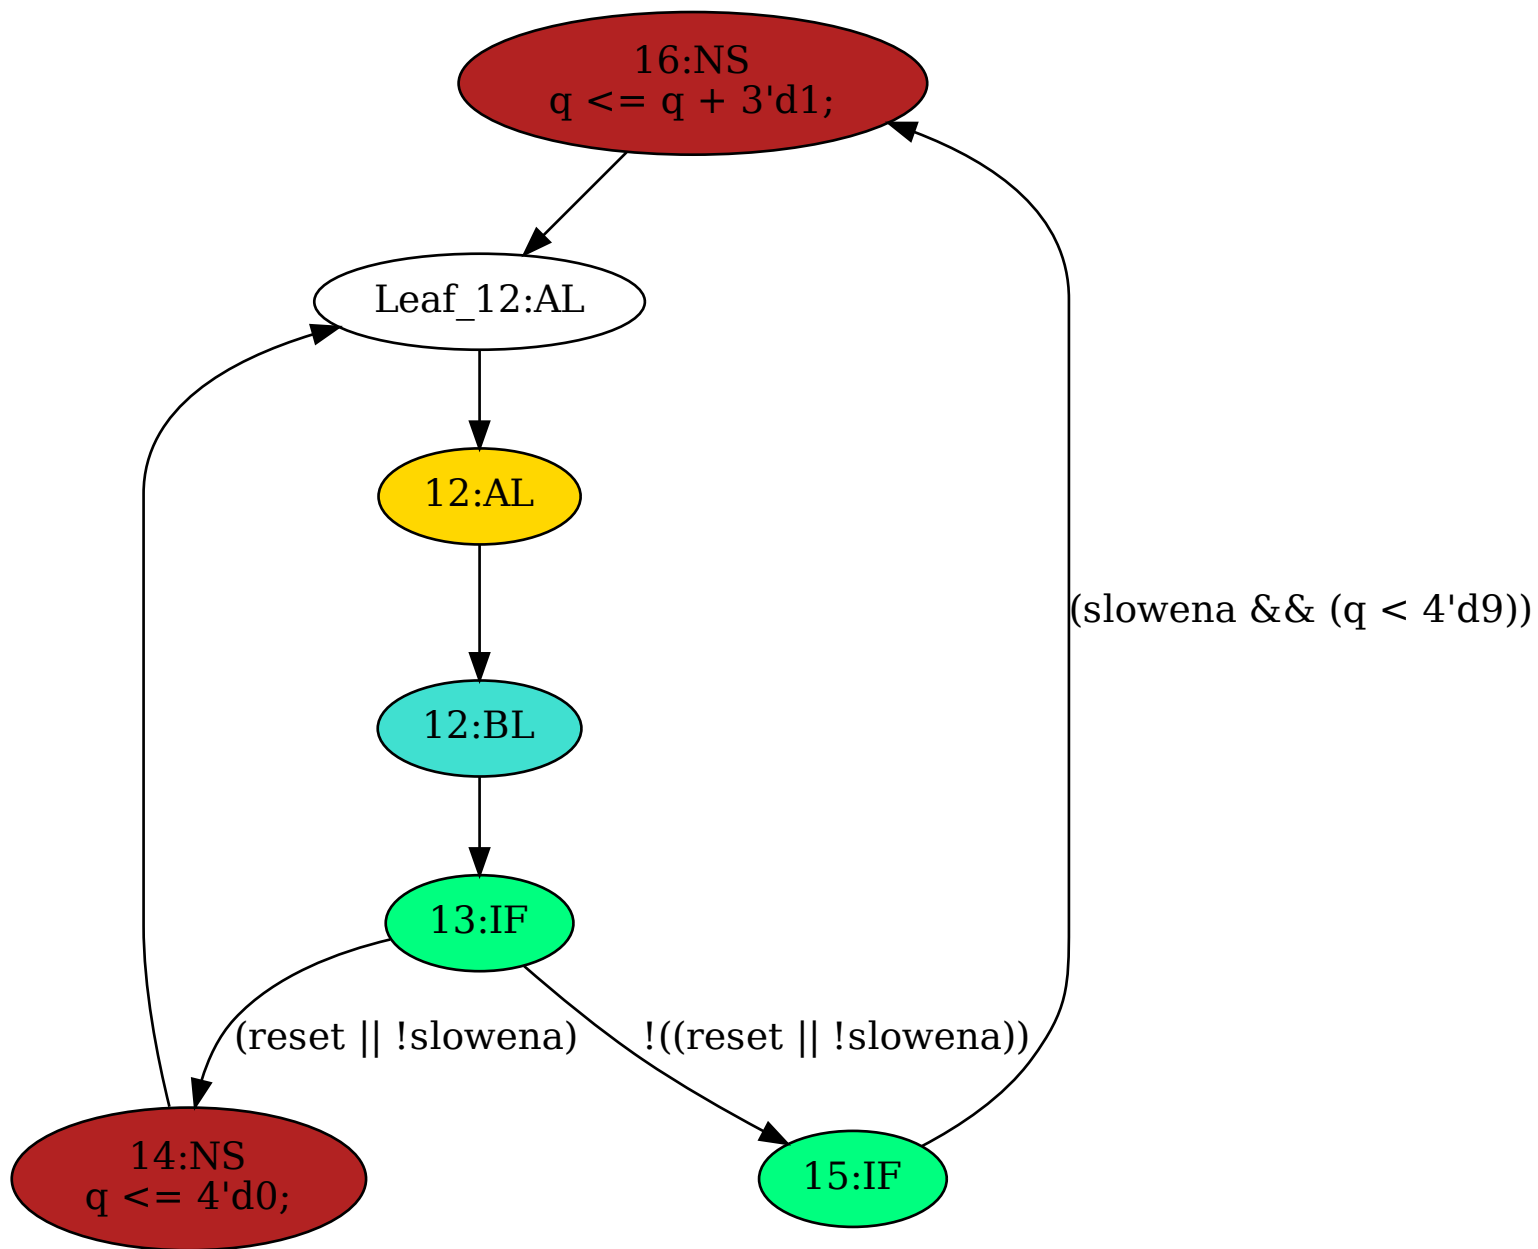 16:NS
q <= q + 3'd1;
Leaf_12:AL
12:AL
(slowena && (q < 4'd9))
12:BL
13:IF
(reset || !slowena)
!((reset || !slowena))
14:NS
q <= 4'd0;
15:IF